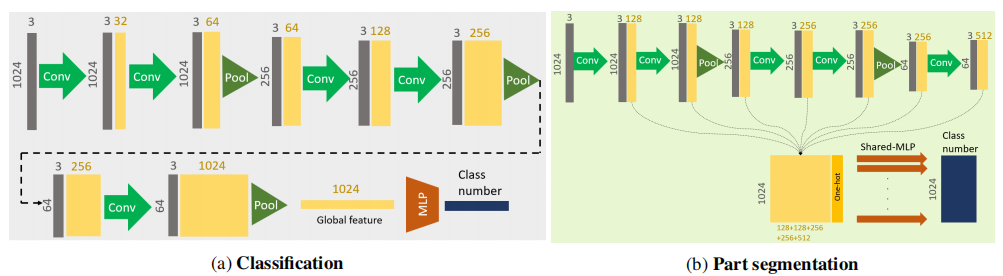 3
3 32
3 64
3 64
3 128
3 256
1024
Conv
1024
Conv
1024
Pool
256
Conv
256
Conv
256
Pool
3 256
3 1024
64
Conv
64
Pool
1024
Global feature
MLP
Class
number
(a) Classification
3
3 128
3 128
3 128
3 256
3 256
3 256
3 512
1024
Conv
1024
Conv
1024
Pool
256
Conv
256
Conv
256
Pool
64
Conv
64
1024
One-hot
128+128+256
+256+512
Shared-MLP
1024
Class
number
(b) Part segmentation